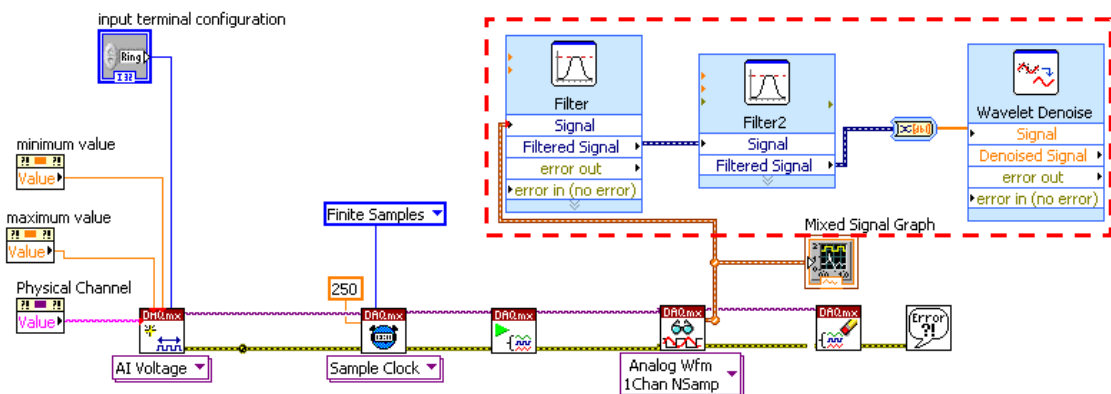 input terminal configuration
Ring
I32
minimum value
?! ?!
Value
maximum value
?! ?!
Value
Physical Channel
?! ?!
Value
Filter
Signal
Filtered Signal
error out
error in (no error)
Filter2
Signal
Filtered Signal
Wavelet Denoise
Signal
Denoised Signal
error out
error in (no error)
Mixed Signal Graph
Finite Samples
250
DAQmx
AI Voltage
DAQmx
Sample Clock
DAQmx
DAQmx
Analog Wfm
1Chan NSamp
DAQmx
Error
?!